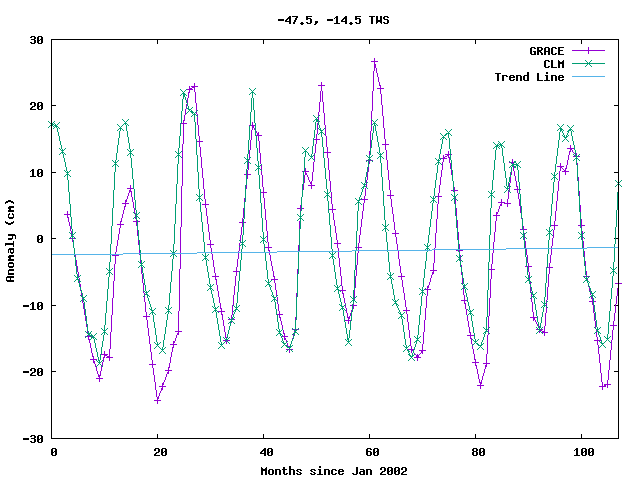 -47.5, -14.5 TWS
GRACE
CLM
Trend Line
30
20
10
0
-10
-20
-30
Anomaly (cm)
0 20 40 60 80 100
Months since Jan 2002